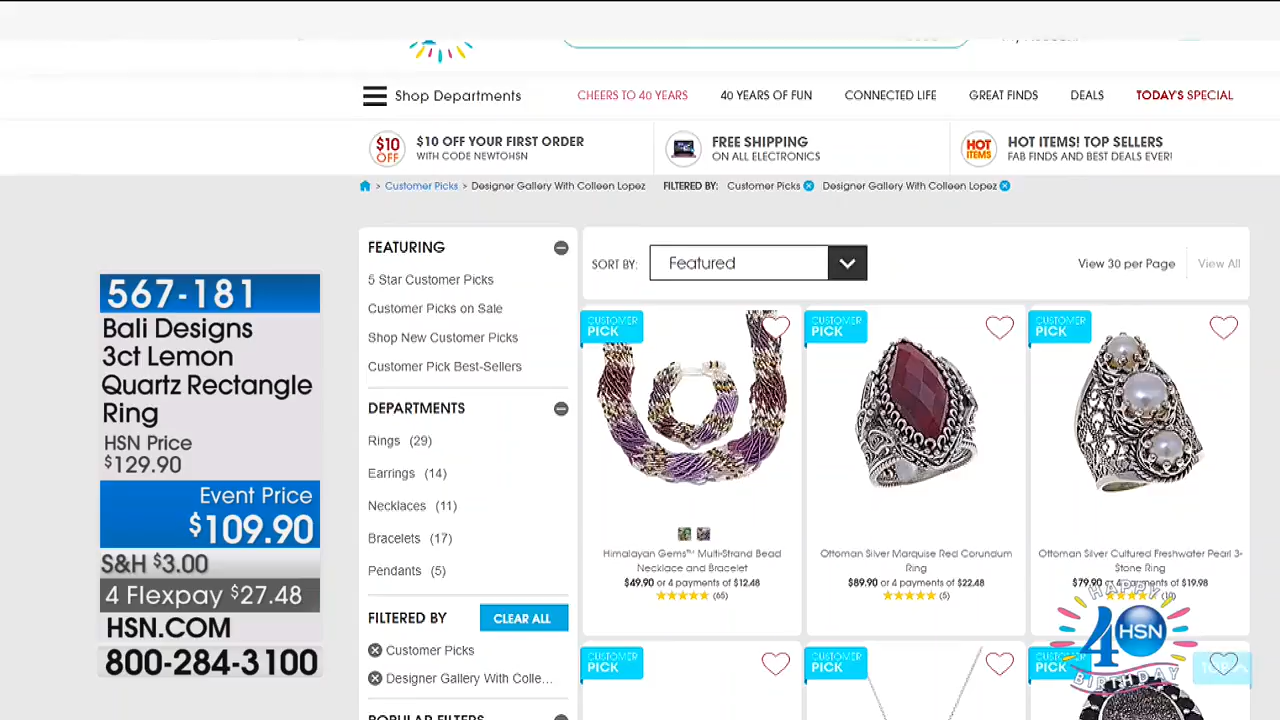 Shop Departments
CHEERS TO 40 YEARS
40 YEARS OF FUN
CONNECTED LIFE
GREAT FINDS
DEALS
TODAY'S SPECIAL
$10 OFF
$10 OFF YOUR FIRST ORDER
WITH CODE NEWTOHSN
FREE SHIPPING
ON ALL ELECTRONICS
HOT ITEMS
HOT ITEMS! TOP SELLERS
FAB FINDS AND BEST DEALS EVER!
> Customer Picks > Designer Gallery With Colleen Lopez
FILTERED BY: Customer Picks Designer Gallery With Colleen Lopez
567-181
Bali Designs
3ct Lemon
Quartz Rectangle
Ring
HSN Price
$129.90
Event Price
$109.90
S&H $3.00
4 Flexpay $27.48
HSN.COM
800-284-3100
FEATURING
5 Star Customer Picks
Customer Picks on Sale
Shop New Customer Picks
Customer Pick Best-Sellers
DEPARTMENTS
Rings (29)
Earrings (14)
Necklaces (11)
Bracelets (17)
Pendants (5)
FILTERED BY
CLEAR ALL
Customer Picks
Designer Gallery With Colle...
POPULAR FILTERS
SORT BY:
Featured
View 30 per Page
View All
CUSTOMER
PICK
Himalayan Gems™ Multi-Strand Bead
Necklace and Bracelet
$49.90 or 4 payments of $12.48
(65)
CUSTOMER
PICK
Ottoman Silver Marquise Red Corundum
Ring
$89.90 or 4 payments of $22.48
(5)
CUSTOMER
PICK
Ottoman Silver Cultured Freshwater Pearl 3-
Stone Ring
$79.90 or 4 payments of $19.98
(10)
CUSTOMER
PICK
CUSTOMER
PICK
CUSTOMER
PICK
HAPPY
40
HSN
BIRTHDAY